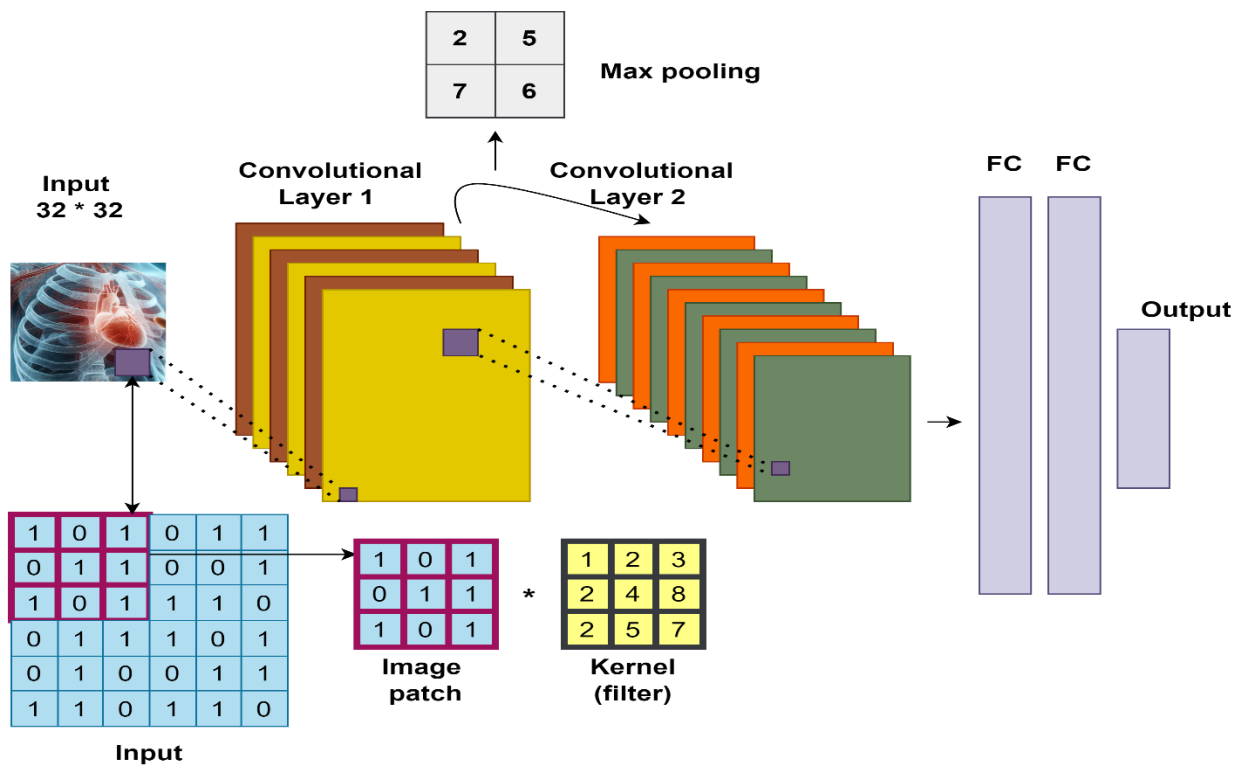 2 5
7 6
Max pooling
Convolutional
Layer 1
Convolutional
Layer 2
FC
FC
Input
32 * 32
Output
1 0 1 0 1 1
0 1 1 0 0 1
1 0 1 1 1 0
0 1 1 1 0 1
0 1 0 0 1 1
1 1 0 1 1 0
Input
1 0 1
0 1 1
1 0 1
Image
patch
*
1 2 3
2 4 8
2 5 7
Kernel
(filter)